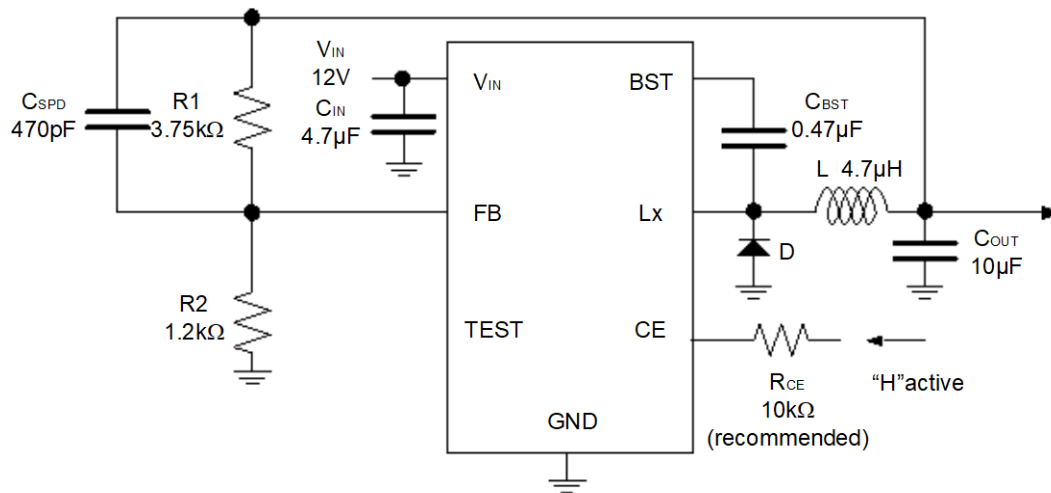 VIN
12V
VIN
BST
CSPD
470pF
R1
3.75kΩ
CIN
4.7µF
CBST
0.47µF
L 4.7µH
FB
Lx
D
COUT
10µF
R2
1.2kΩ
TEST
CE
RCE
10kΩ
(recommended)
“H”active
GND